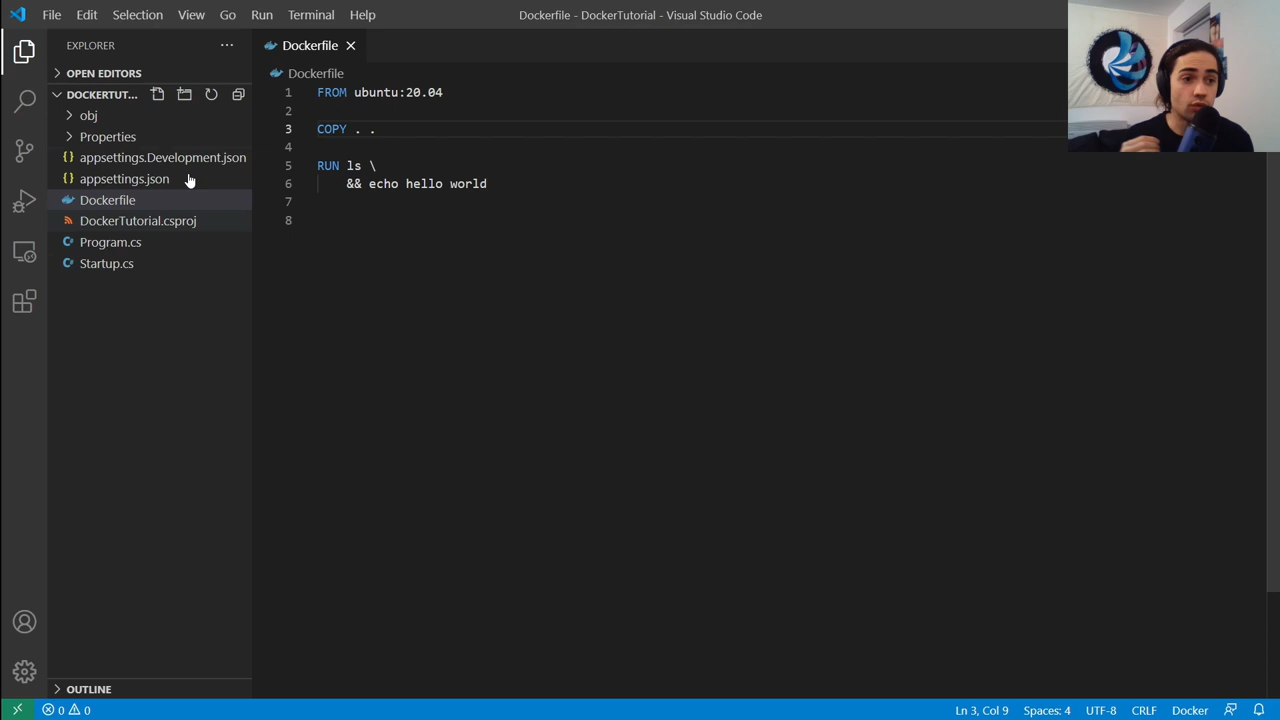 File Edit Selection View Go Run Terminal Help
Dockerfile - DockerTutorial - Visual Studio Code
EXPLORER
OPEN EDITORS
DOCKERTUT...
obj
Properties
appsettings.Development.json
appsettings.json
Dockerfile
DockerTutorial.csproj
Program.cs
Startup.cs
OUTLINE
Dockerfile
Dockerfile
1 FROM ubuntu:20.04
2
3 COPY . .
4
5 RUN ls \
6 && echo hello world
7
8
0 0
Ln 3, Col 9 Spaces: 4 UTF-8 CRLF Docker